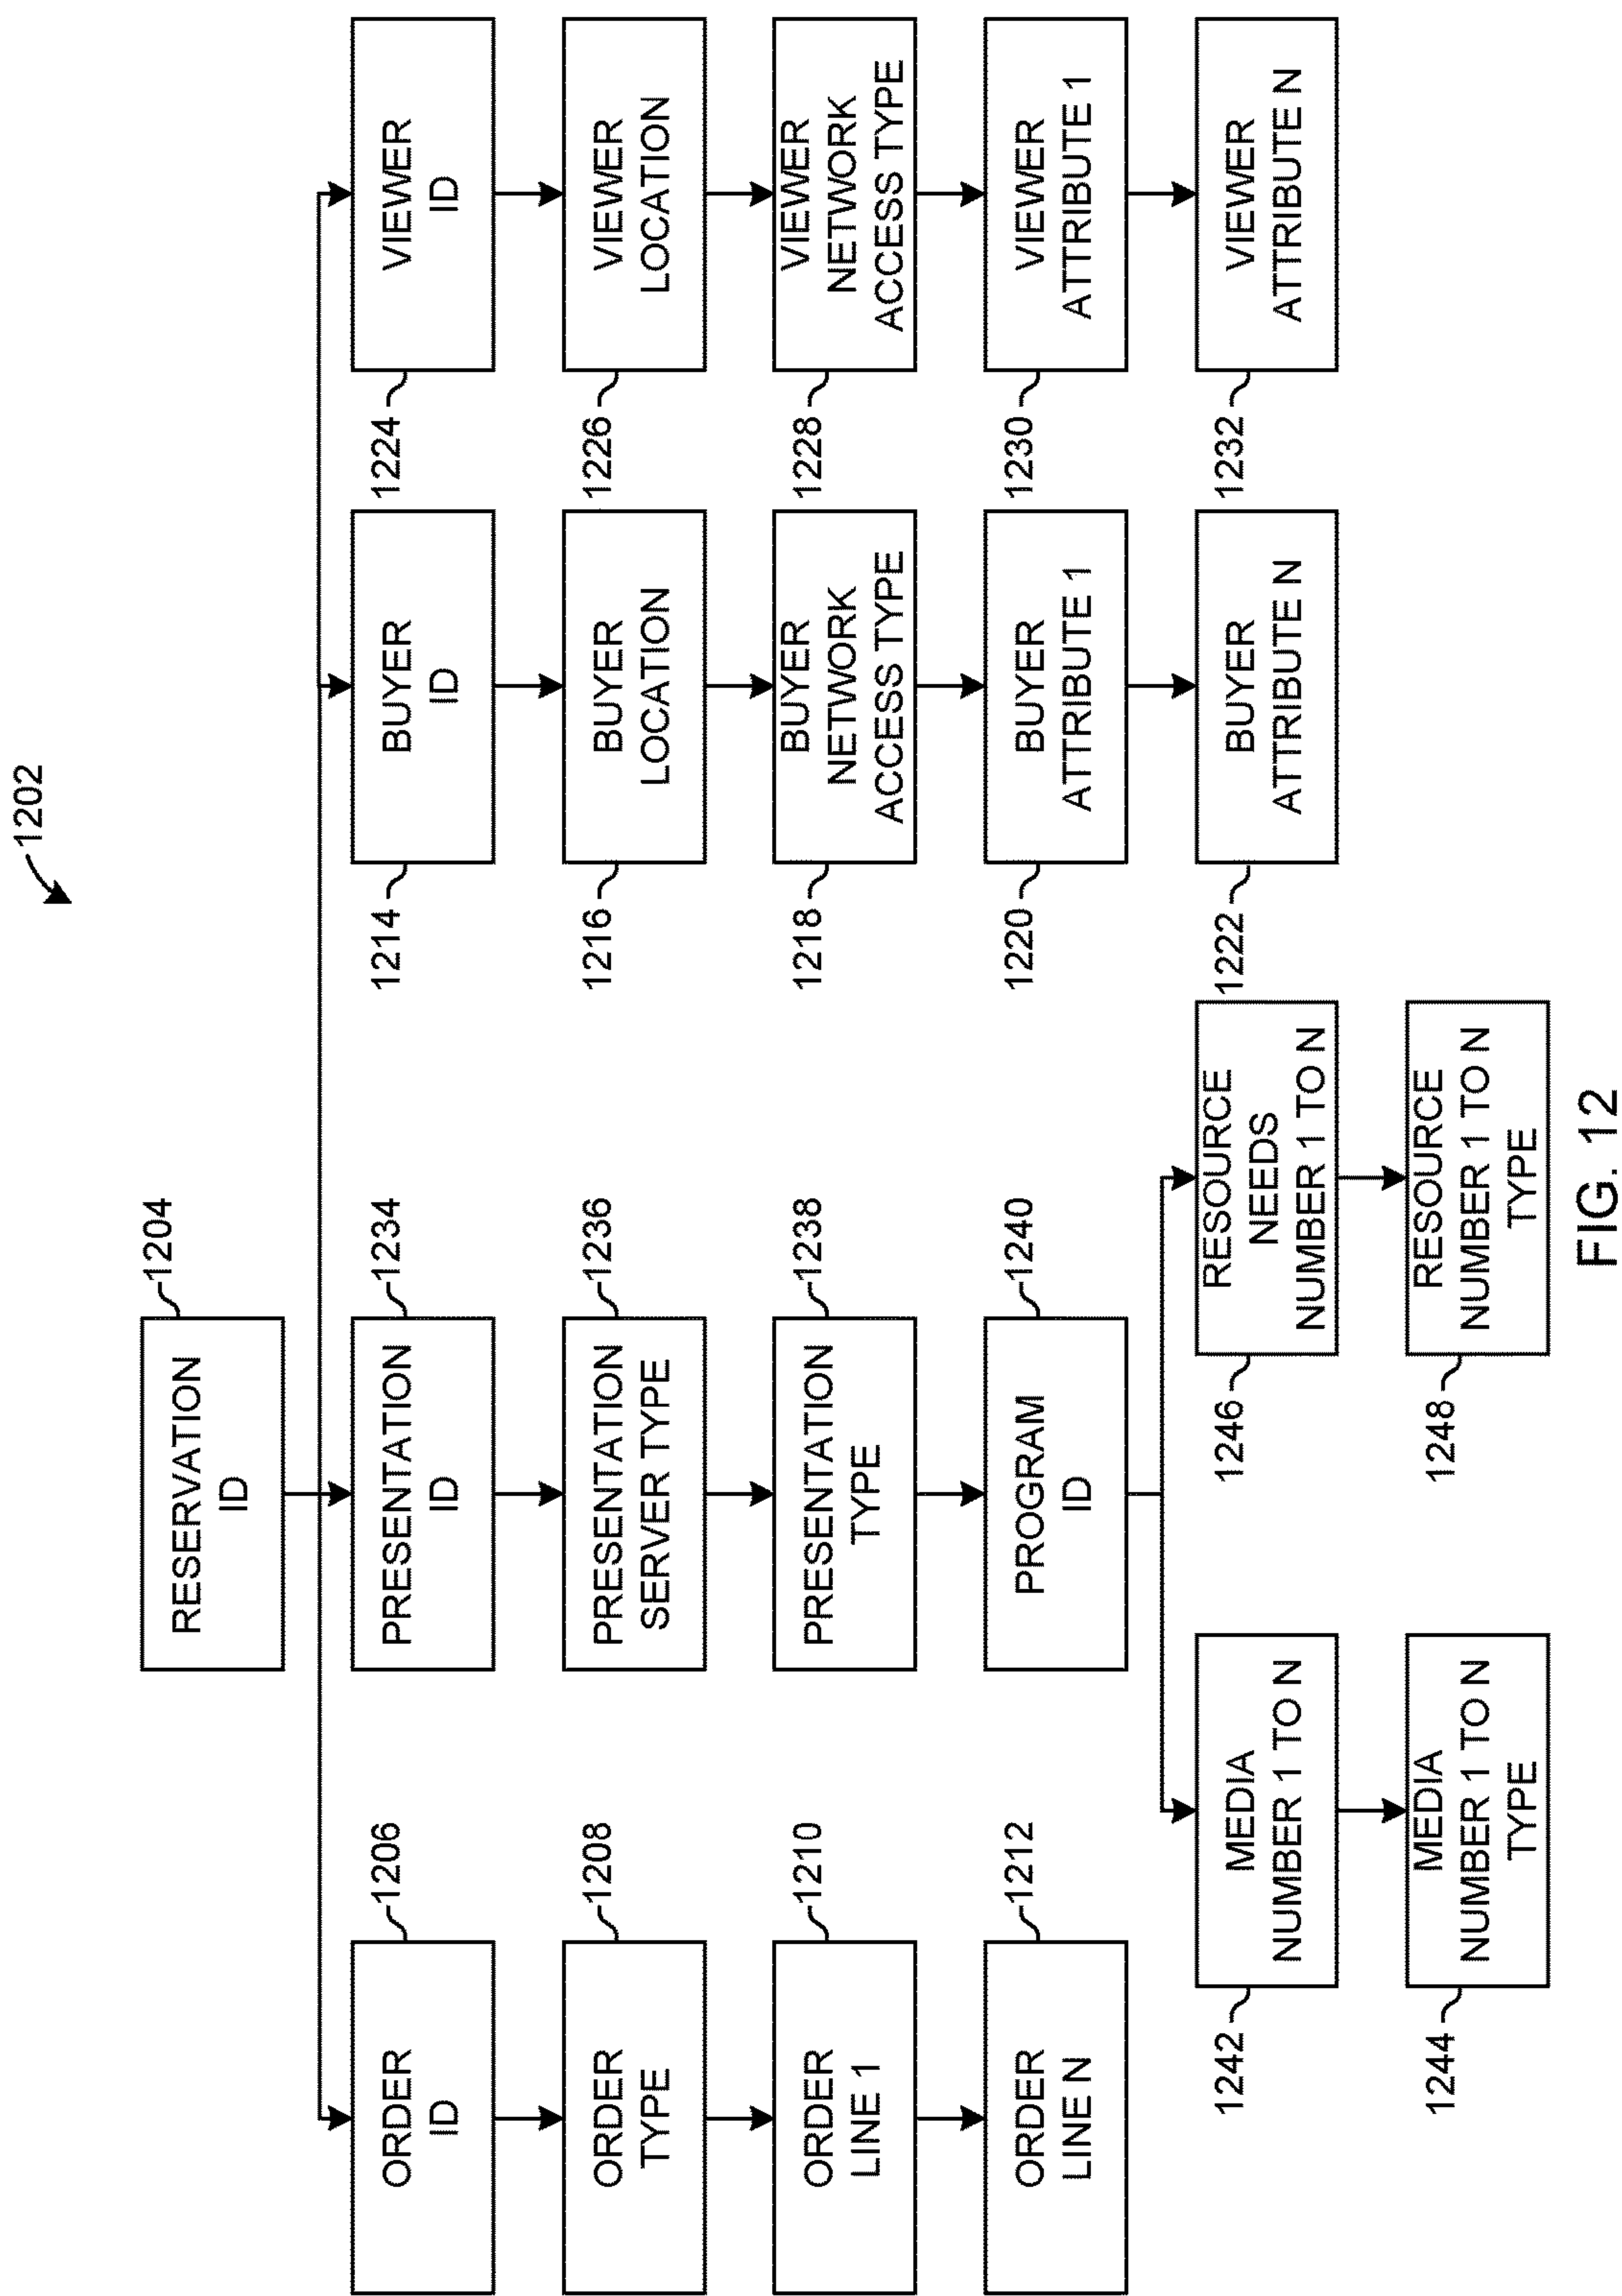 1202
RESERVATION
ID
1204
ORDER
ID
1206
ORDER
TYPE
1208
ORDER
LINE 1
1210
ORDER
LINE N
1212
PRESENTATION
ID
1234
PRESENTATION
SERVER TYPE
1236
PRESENTATION
TYPE
1238
PROGRAM
ID
1240
1242
MEDIA
NUMBER 1 TO N
1244
MEDIA
NUMBER 1 TO N
TYPE
1246
RESOURCE
NEEDS
NUMBER 1 TO N
1248
RESOURCE
NUMBER 1 TO N
TYPE
1214
BUYER
ID
1216
BUYER
LOCATION
1218
BUYER
NETWORK
ACCESS TYPE
1220
BUYER
ATTRIBUTE 1
1222
BUYER
ATTRIBUTE N
1224
VIEWER
ID
1226
VIEWER
LOCATION
1228
VIEWER
NETWORK
ACCESS TYPE
1230
VIEWER
ATTRIBUTE 1
1232
VIEWER
ATTRIBUTE N
FIG. 12